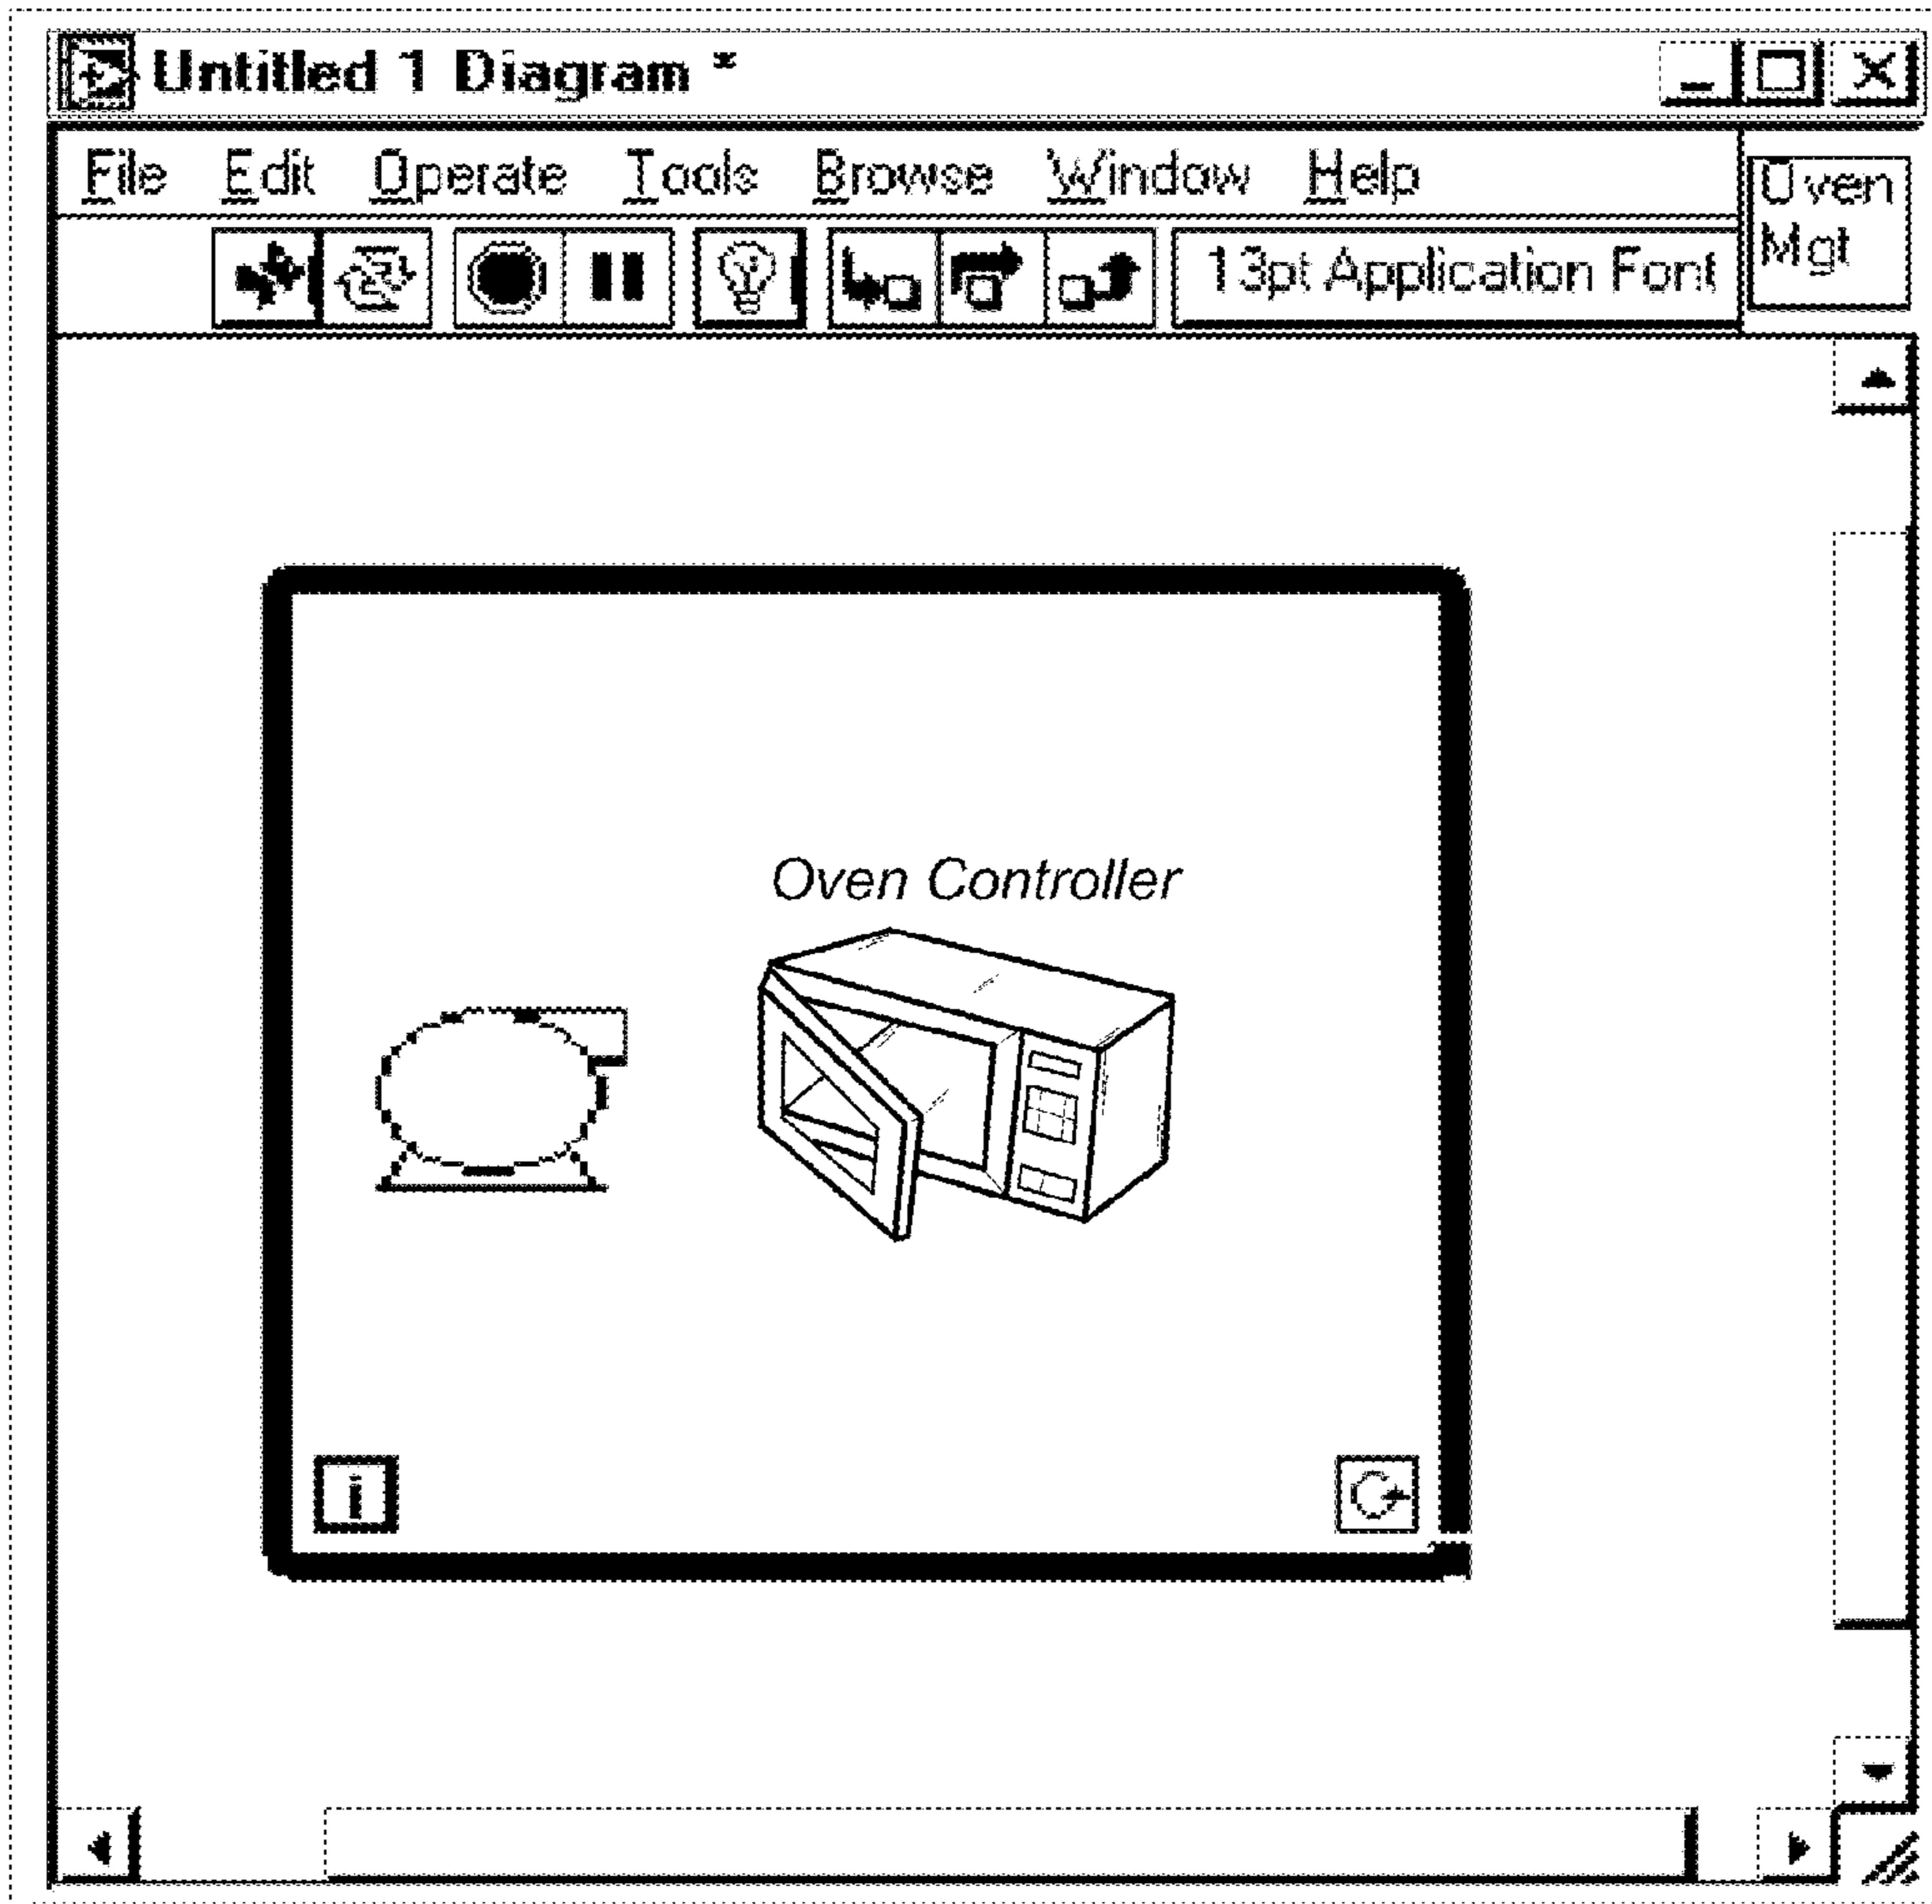 Untitled 1 Diagram *
File Edit Operate Tools Browse Window Help
Oven
Mgt
13pt Application Font
Oven Controller
i